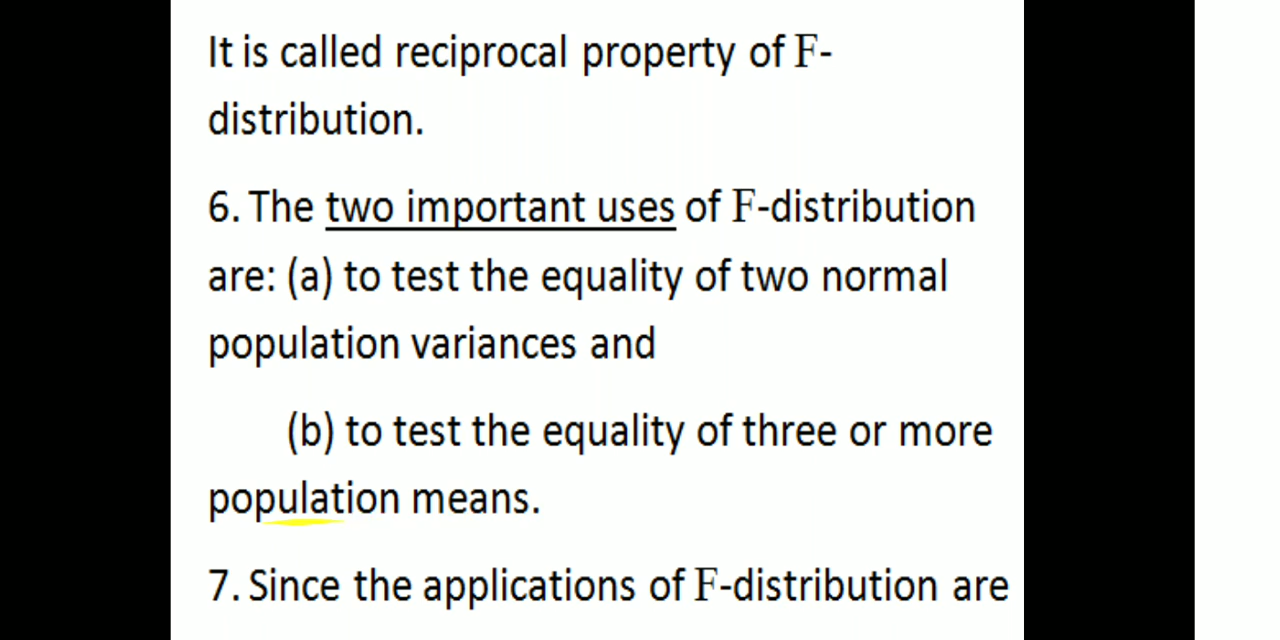 It is called reciprocal property of F-
distribution.
6. The two important uses of F-distribution
are: (a) to test the equality of two normal
population variances and
(b) to test the equality of three or more
population means.
7. Since the applications of F-distribution are